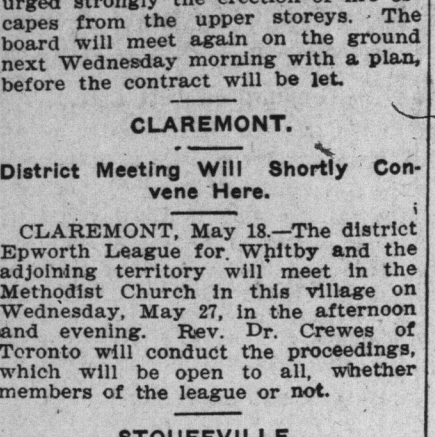 urged strongly the erection of fire es-
capes from the upper storeys. The
board will meet again on the ground
next Wednesday morning with a plan,
before the contract will be let.
CLAREMONT.
District Meeting Will Shortly Con-
vene Here.
CLAREMONT, May 18.—The district
Epworth League for Whitby and the
adjoining territory will meet in the
Methodist Church in this village on
Wednesday, May 27, in the afternoon
and evening. Rev. Dr. Crewes of
Toronto will conduct the proceedings,
which will be open to all, whether
members of the league or not.
STOUFFVILLE